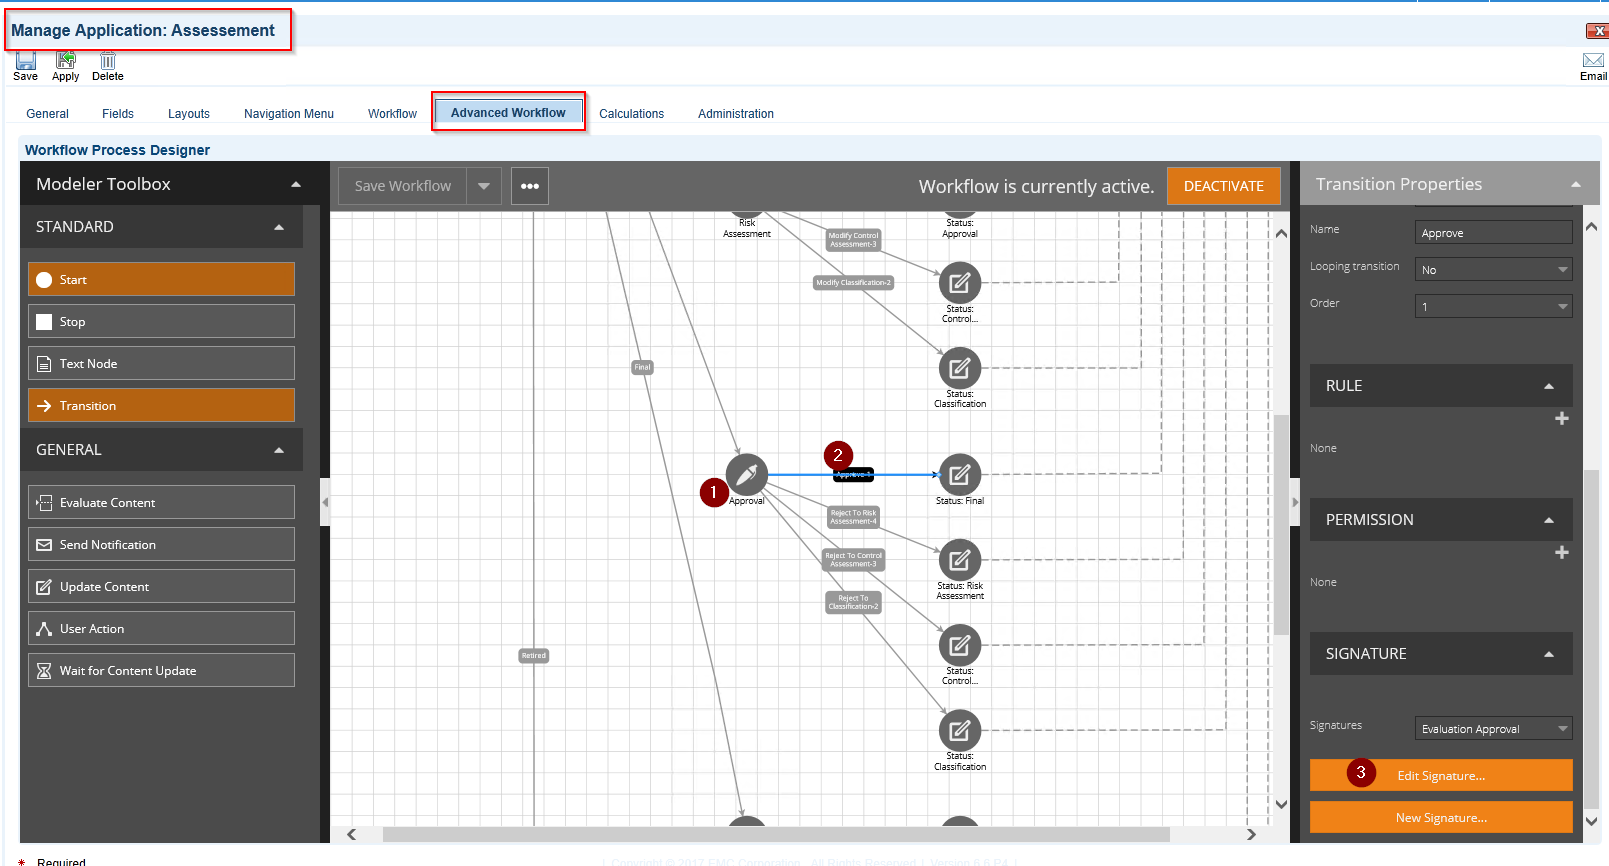 Manage Application: Assessement
X
Save
Apply
Delete
Email
General
Fields
Layouts
Navigation Menu
Workflow
Advanced Workflow
Calculations
Administration
Workflow Process Designer
Modeler Toolbox
STANDARD
Start
Stop
Text Node
Transition
GENERAL
Evaluate Content
Send Notification
Update Content
User Action
Wait for Content Update
Save Workflow
•••
Workflow is currently active.
DEACTIVATE
Risk
Assessment
Status:
Approval
Modify Control
Assessment-3
Modify Classification-2
Status:
Control...
Status:
Classification
Final
2
1
Approval
Approve-1
Status: Final
Reject To Risk
Assessment-4
Reject To Control
Assessment-3
Reject To
Classification-2
Status: Risk
Assessment
Retired
Status:
Control...
Status:
Classification
Transition Properties
Name
Approve
Looping transition
No
Order
1
RULE
None
PERMISSION
None
SIGNATURE
Signatures
Evaluation Approval
3
Edit Signature...
New Signature...
* Required
| Copyright © 2017 EMC Corporation. All Rights Reserved. | Version 6.6 P4 |